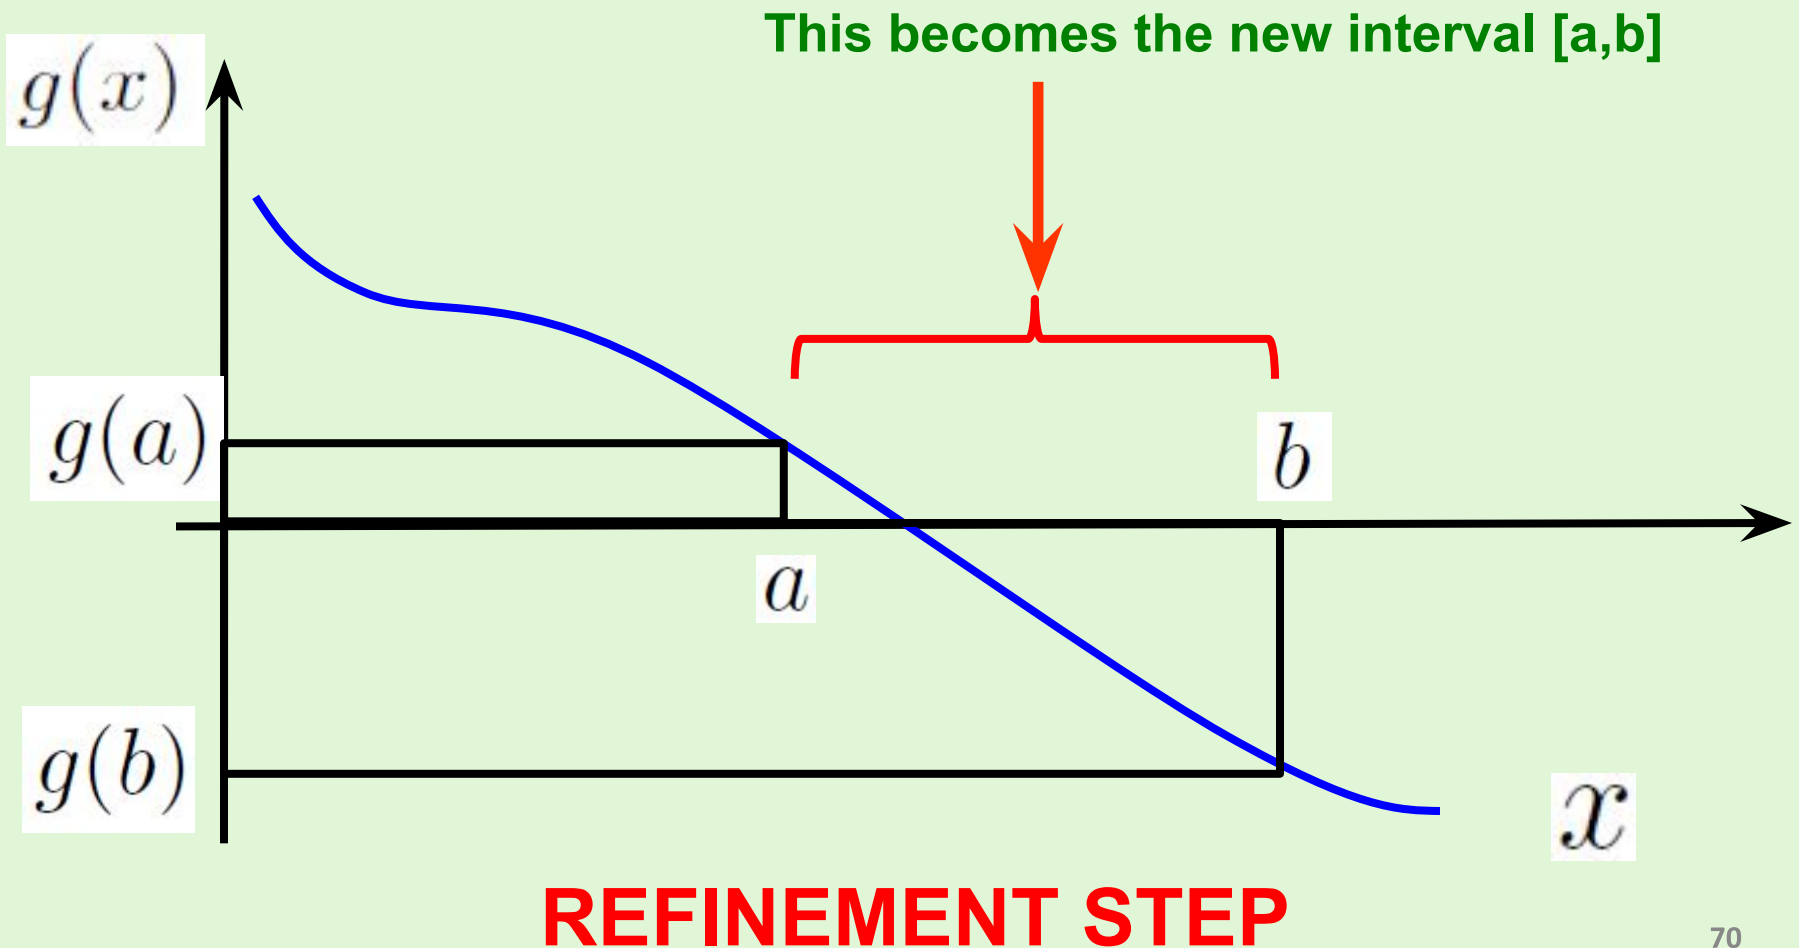 This becomes the new interval [a,b]
g(x)
g(a)
b
a
g(b)
x
REFINEMENT STEP
70